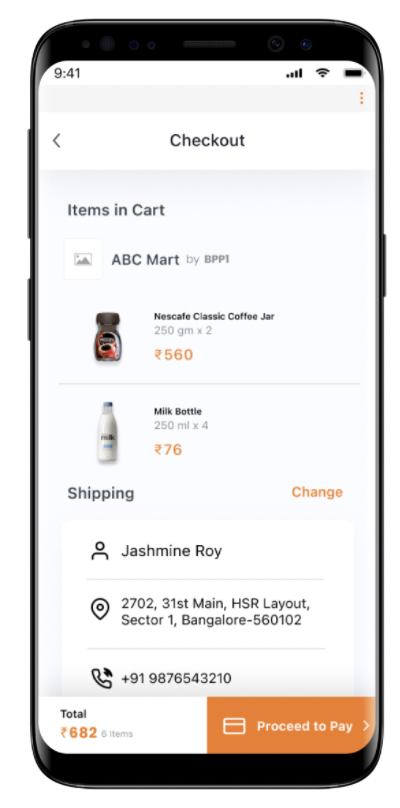 9:41
Checkout
Items in Cart
ABC Mart by BPP1
Nescafe Classic Coffee Jar
250 gm x 2
₹560
milk
Milk Bottle
250 ml x 4
₹76
Shipping
Change
Jashmine Roy
2702, 31st Main, HSR Layout,
Sector 1, Bangalore-560102
+91 9876543210
Total
₹682 6 items
Proceed to Pay